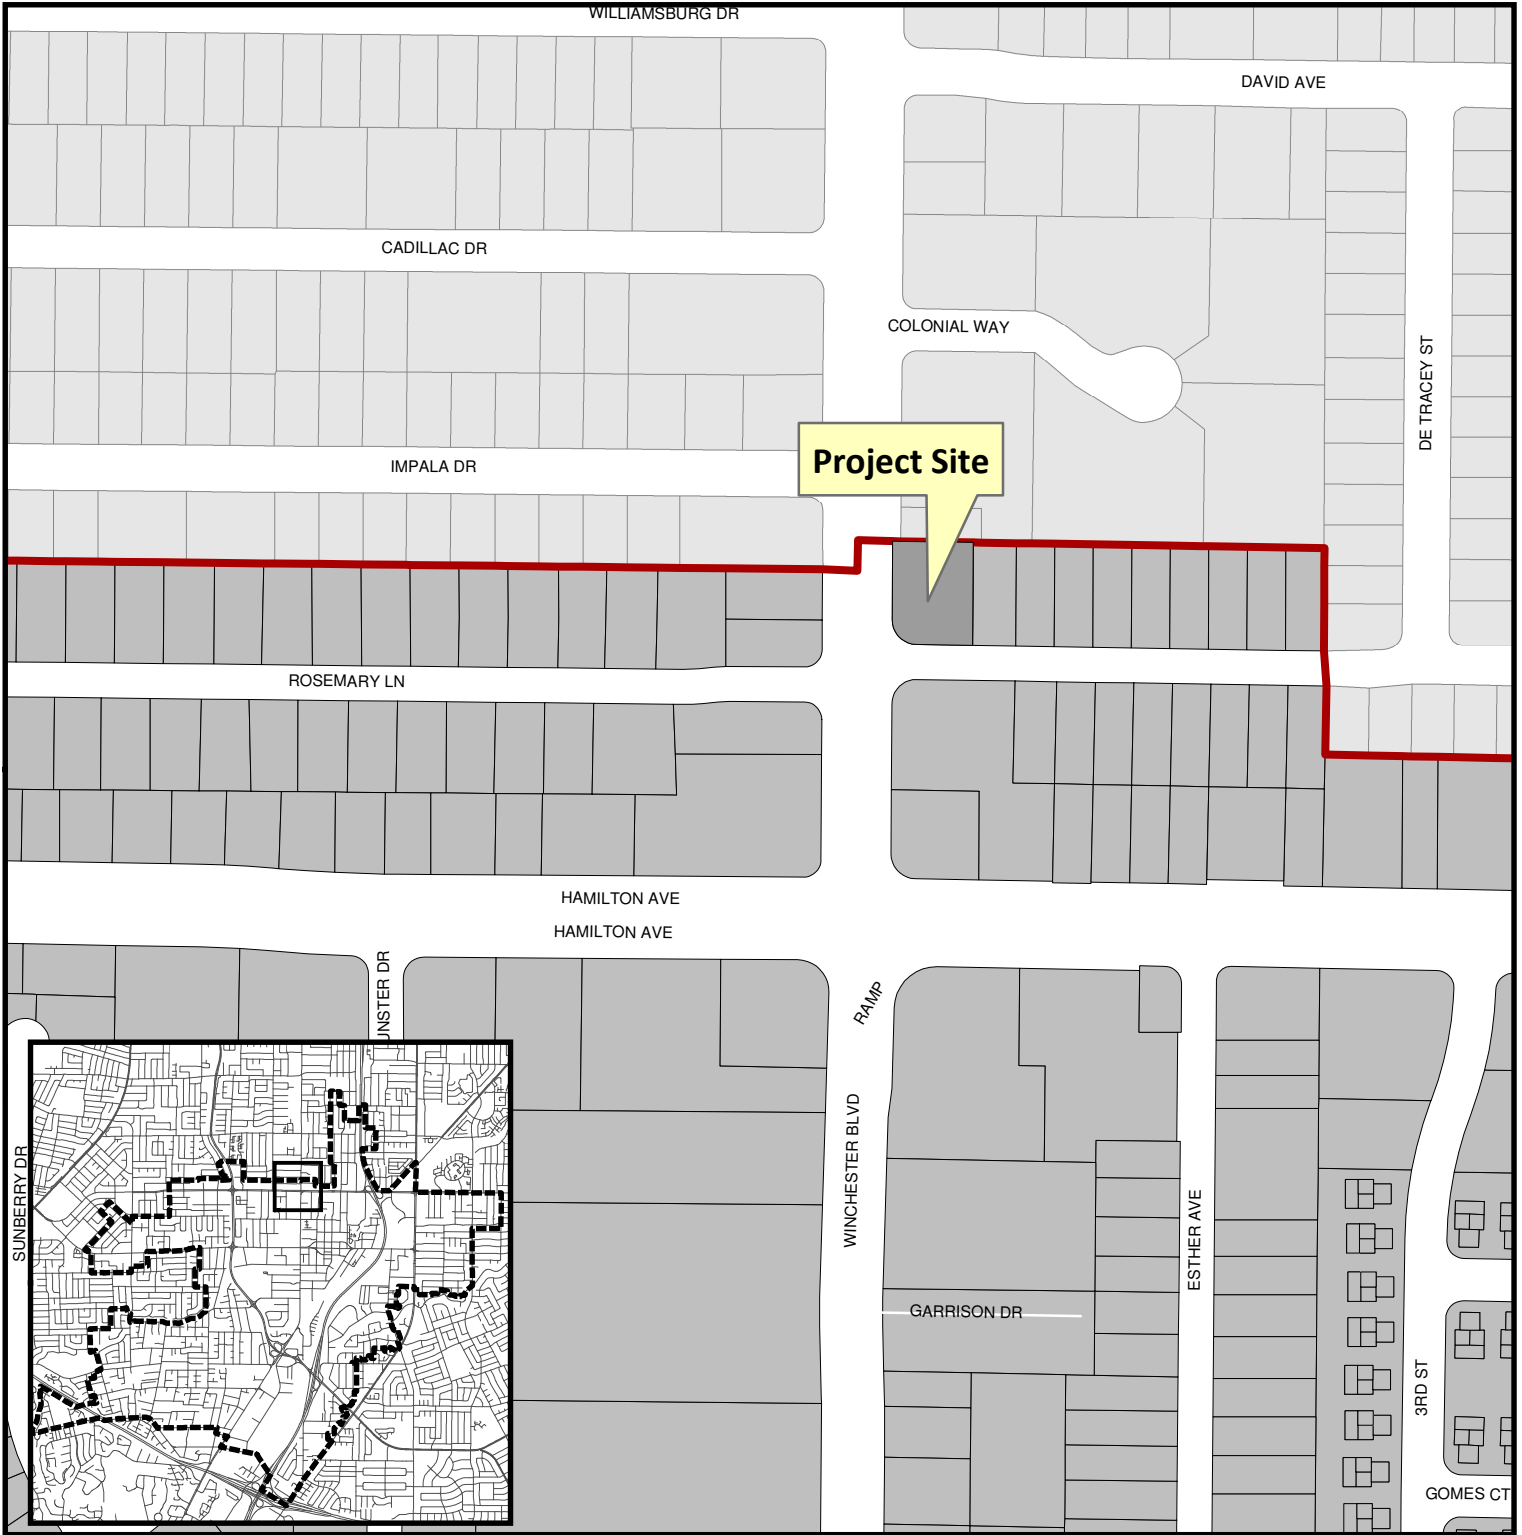 WILLIAMSBURG DR
DAVID AVE
CADILLAC DR
COLONIAL WAY
DE TRACEY ST
IMPALA DR
Project Site
ROSEMARY LN
HAMILTON AVE
HAMILTON AVE
UNSTER DR
RAMP
WINCHESTER BLVD
SUNBERRY DR
ESTHER AVE
GARRISON DR
3RD ST
GOMES CT